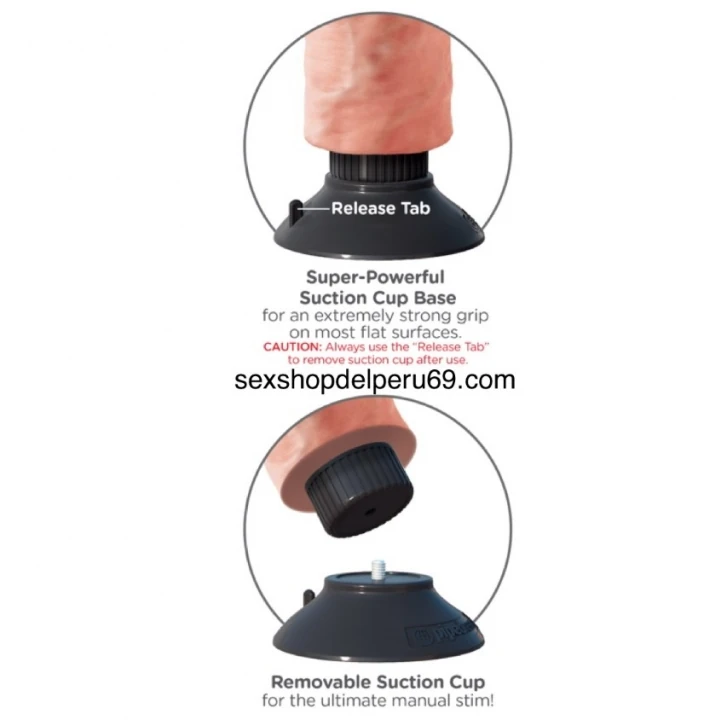 Release Tab
Super-Powerful
Suction Cup Base
for an extremely strong grip
on most flat surfaces.
CAUTION: Always use the "Release Tab"
to remove suction cup after use.
sexshopdelperu69.com
Removable Suction Cup
for the ultimate manual stim!